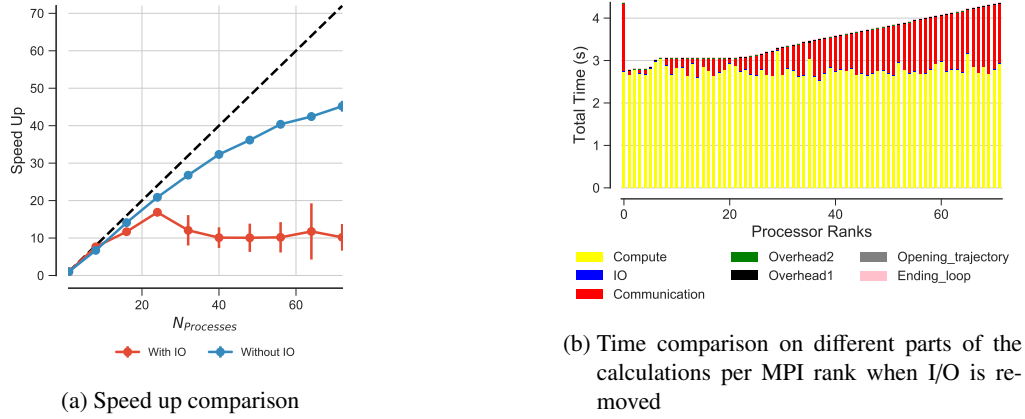 70
60
50
40
30
20
10
0
Speed Up
20
40
60
N_Processes
With IO
Without IO
(a) Speed up comparison
4
3
2
1
0
Total Time (s)
0
20
40
60
Processor Ranks
Compute
IO
Communication
Overhead2
Overhead1
Opening_trajectory
Ending_loop
(b) Time comparison on different parts of the
calculations per MPI rank when I/O is re-
moved